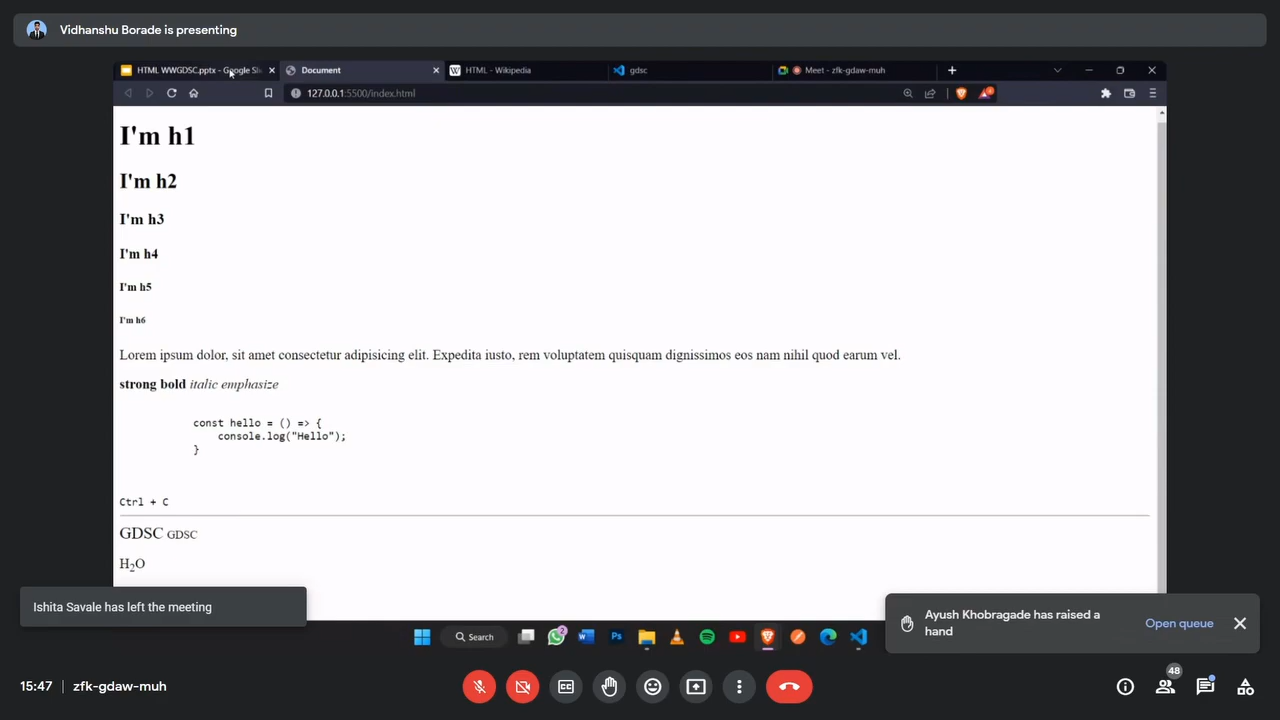 Vidhanshu Borade is presenting
HTML WWGDSC.pptx - Google Sli
Document
HTML - Wikipedia
gdsc
Meet - zfk-gdaw-muh
127.0.0.1:5500/index.html
I'm h1
I'm h2
I'm h3
I'm h4
I'm h5
I'm h6
Lorem ipsum dolor, sit amet consectetur adipisicing elit. Expedita iusto, rem voluptatem quisquam dignissimos eos nam nihil quod earum vel.
strong bold italic emphasize
const hello = () => {
console.log("Hello");
}
Ctrl + C
GDSC GDSC
H₂O
Ishita Savale has left the meeting
Ayush Khobragade has raised a
hand
Open queue
Search
2
Ps
15:47 | zfk-gdaw-muh
48